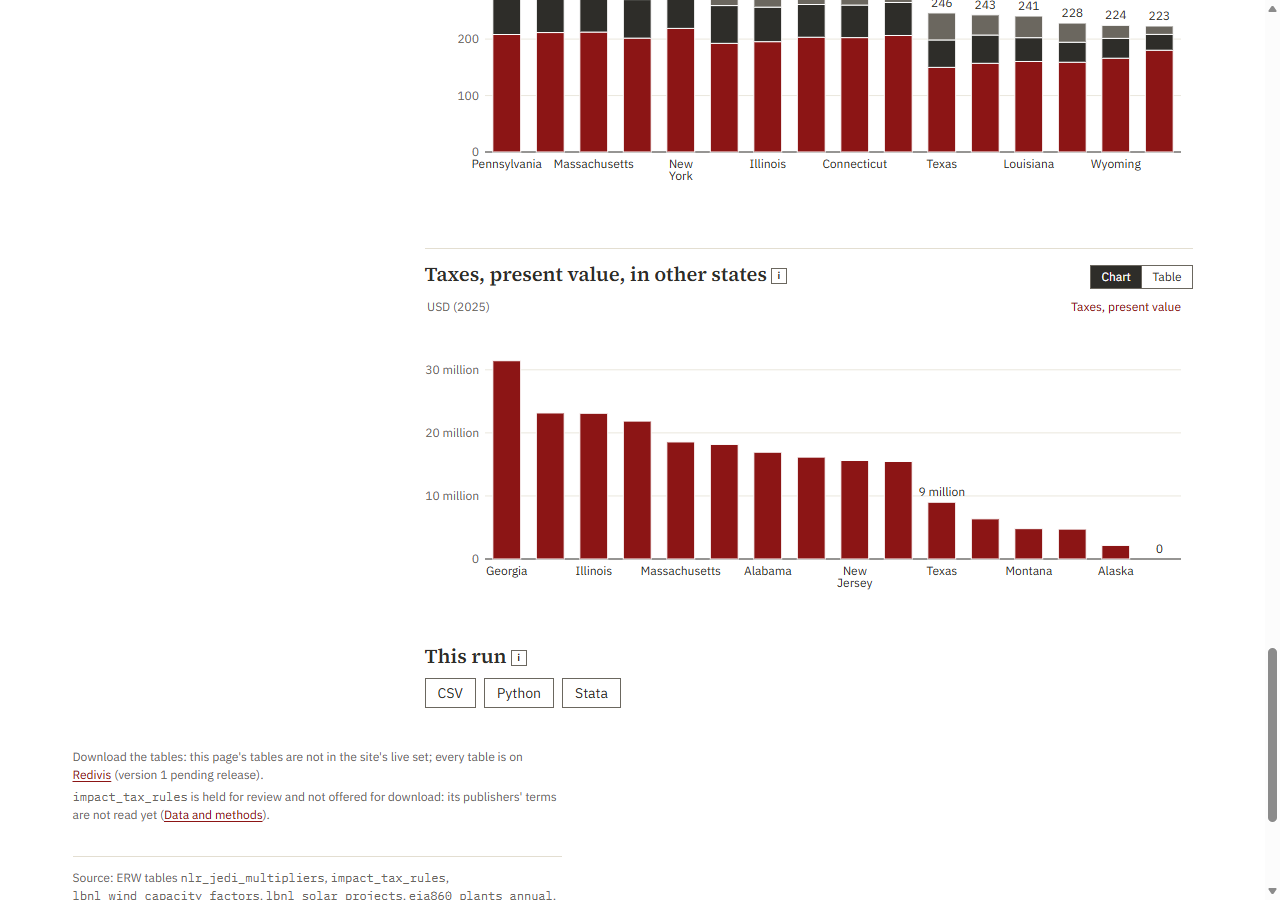 246 243 241 228 224 223
200
100
0
Pennsylvania Massachusetts New York Illinois Connecticut Texas Louisiana Wyoming
Taxes, present value, in other states i
Chart Table
USD (2025) Taxes, present value
30 million
20 million
10 million
9 million
0
0
Georgia Illinois Massachusetts Alabama New Jersey Texas Montana Alaska
This run i
CSV Python Stata
Download the tables: this page's tables are not in the site's live set; every table is on
Redivis (version 1 pending release).
impact_tax_rules is held for review and not offered for download: its publishers' terms
are not read yet (Data and methods).
Source: ERW tables nlr_jedi_multipliers, impact_tax_rules,
lbnl_wind_capacity_factors, lbnl_solar_projects, eia860_plants_annual,